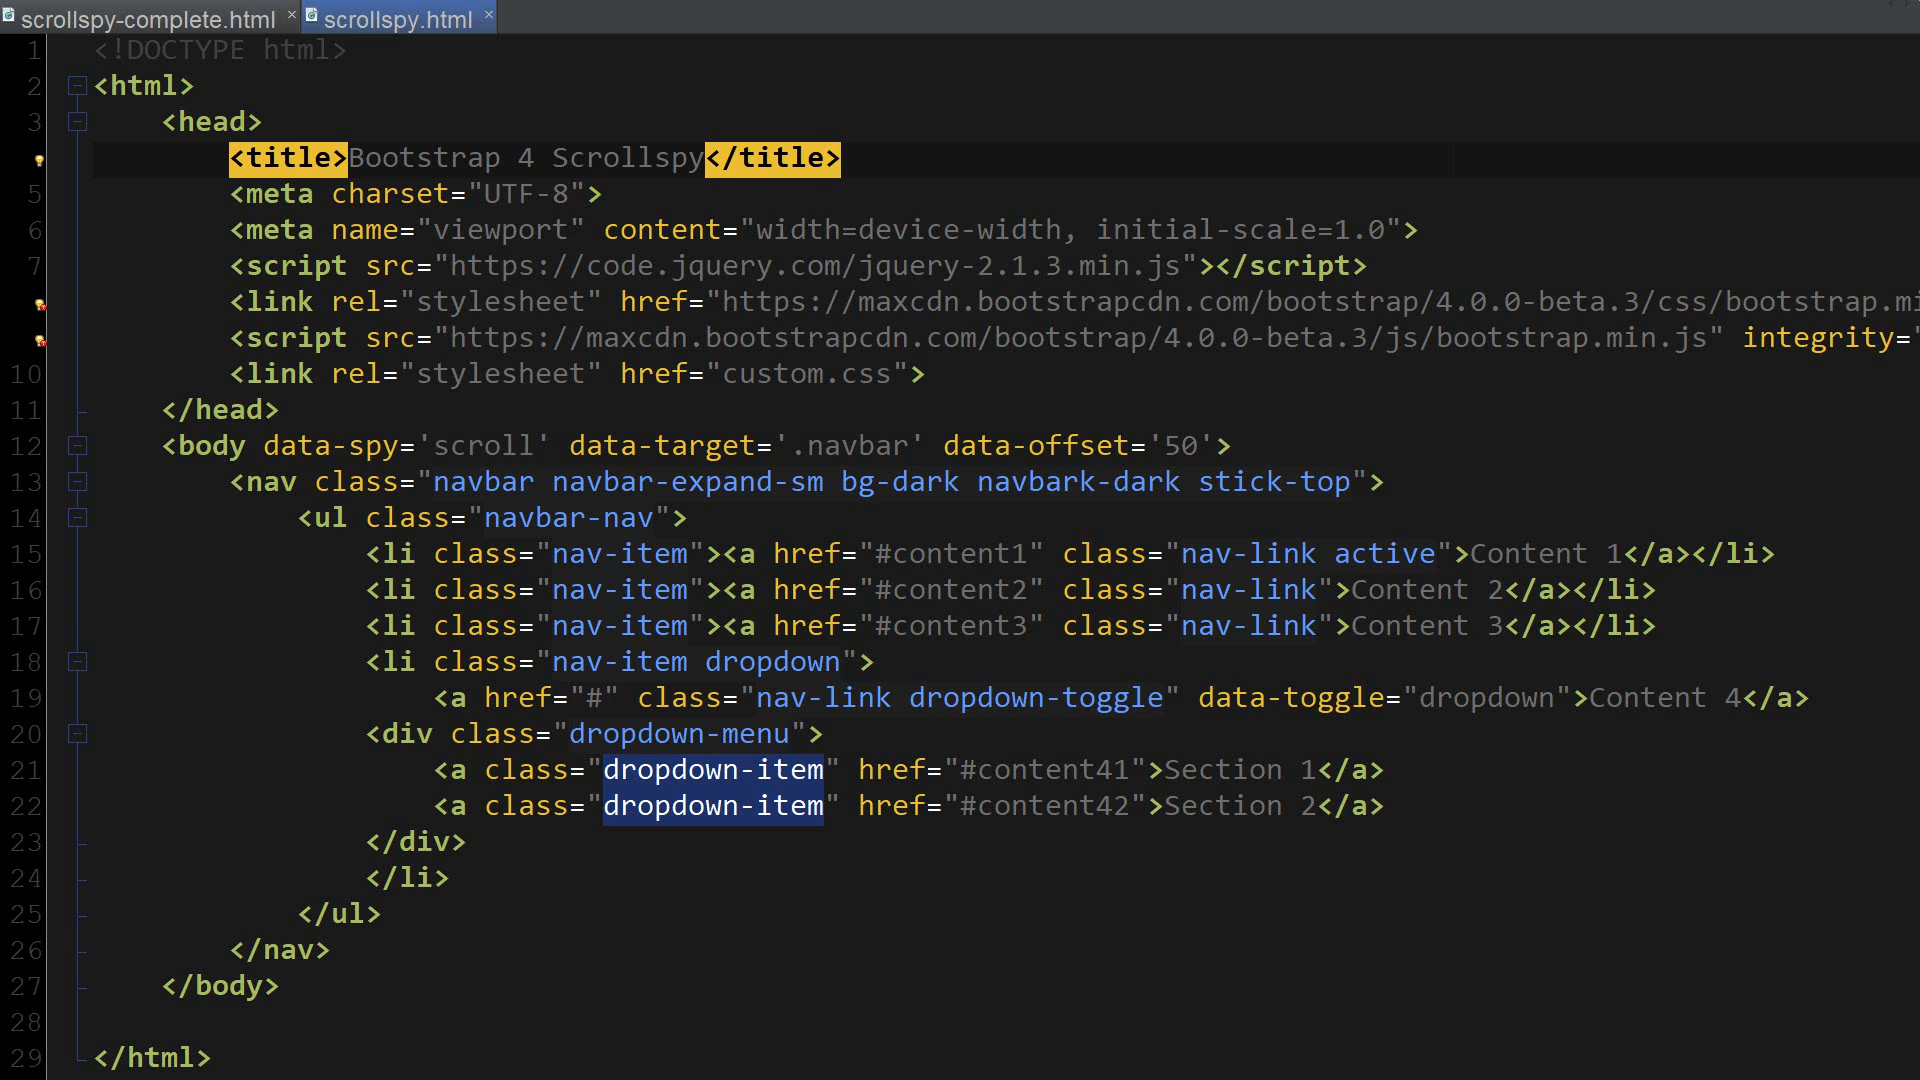 scrollspy-complete.html × scrollspy.html ×
1 <!DOCTYPE html>
2 <html>
3 <head>
<title>Bootstrap 4 Scrollspy</title>
5 <meta charset="UTF-8">
6 <meta name="viewport" content="width=device-width, initial-scale=1.0">
7 <script src="https://code.jquery.com/jquery-2.1.3.min.js"></script>
<link rel="stylesheet" href="https://maxcdn.bootstrapcdn.com/bootstrap/4.0.0-beta.3/css/bootstrap.mi
<script src="https://maxcdn.bootstrapcdn.com/bootstrap/4.0.0-beta.3/js/bootstrap.min.js" integrity="
10 <link rel="stylesheet" href="custom.css">
11 </head>
12 <body data-spy='scroll' data-target='.navbar' data-offset='50'>
13 <nav class="navbar navbar-expand-sm bg-dark navbark-dark stick-top">
14 <ul class="navbar-nav">
15 <li class="nav-item"><a href="#content1" class="nav-link active">Content 1</a></li>
16 <li class="nav-item"><a href="#content2" class="nav-link">Content 2</a></li>
17 <li class="nav-item"><a href="#content3" class="nav-link">Content 3</a></li>
18 <li class="nav-item dropdown">
19 <a href="#" class="nav-link dropdown-toggle" data-toggle="dropdown">Content 4</a>
20 <div class="dropdown-menu">
21 <a class="dropdown-item" href="#content41">Section 1</a>
22 <a class="dropdown-item" href="#content42">Section 2</a>
23 </div>
24 </li>
25 </ul>
26 </nav>
27 </body>
28
29 </html>